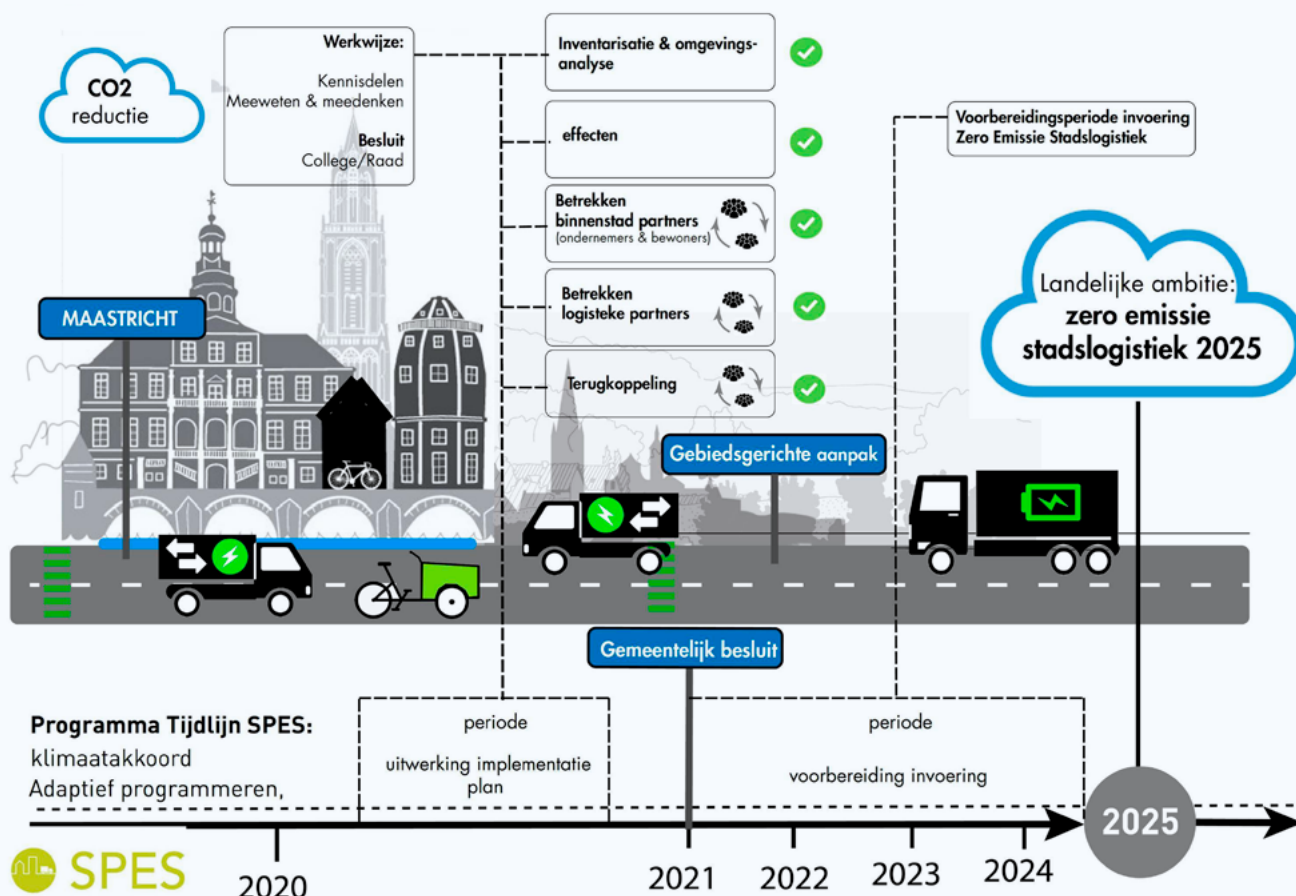 CO2
reductie
Werkwijze:
Kennisdelen
Meeweten & meedenken
Besluit
College/Raad
Inventarisatie & omgevings-
analyse
effecten
Betrekken
binnenstad partners
(ondernemers & bewoners)
Betrekken
logisteke partners
Terugkoppeling
Voorbereidingsperiode invoering
Zero Emissie Stadslogistiek
Landelijke ambitie:
zero emissie
stadslogistiek 2025
MAASTRICHT
Gebiedsgerichte aanpak
Gemeentelijk besluit
Programma Tijdlijn SPES:
klimaatakkoord
Adaptief programmeren,
periode
uitwerking implementatie
plan
periode
voorbereiding invoering
2025
SPES
2020
2021
2022
2023
2024